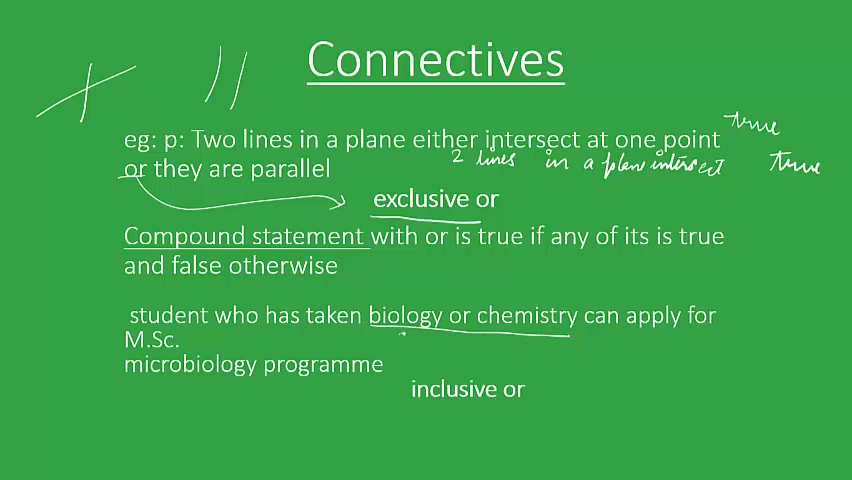 Connectives
eg: p: Two lines in a plane either intersect at one point
true
or they are parallel
2 lines in a plane intersect true
exclusive or
Compound statement with or is true if any of its is true
and false otherwise
student who has taken biology or chemistry can apply for
M.Sc.
microbiology programme
inclusive or